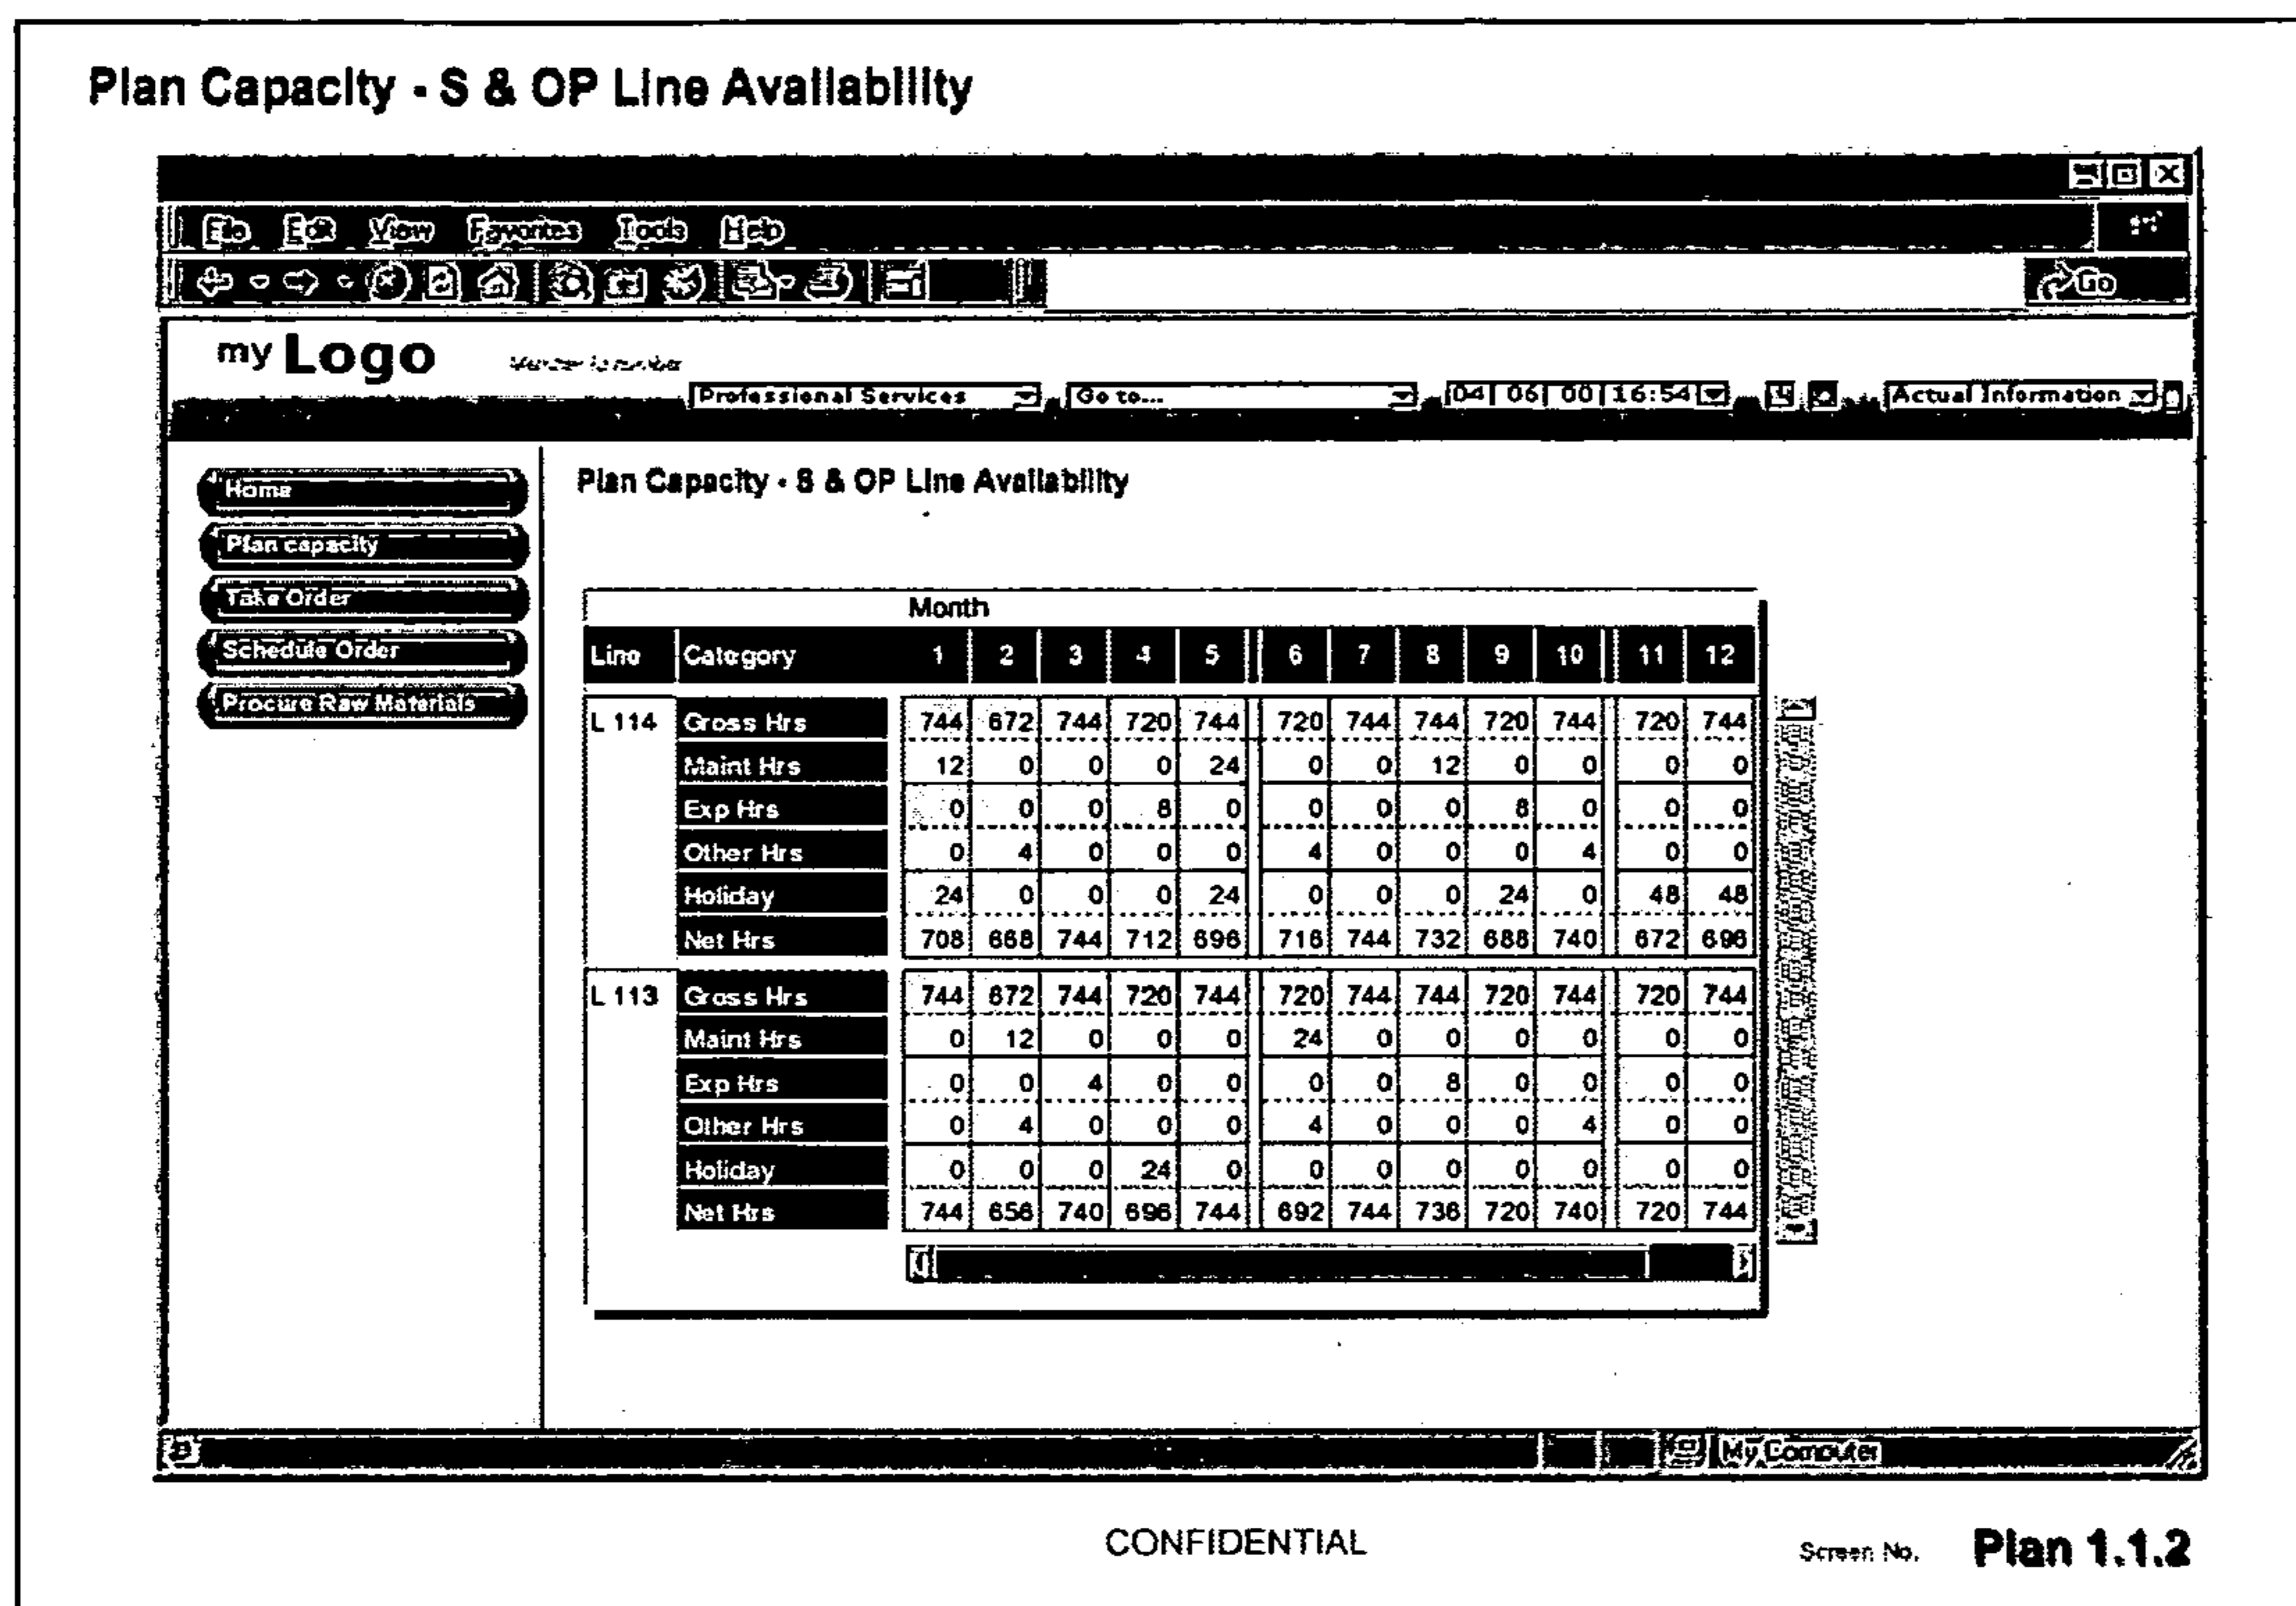 Plan Capacity - S & OP Line Availability
File Edit View Favorites Tools Help
Go
my Logo
Professional Services Go to... 04 06 00 16:54 Actual Information
Home
Plan capacity
Take Order
Schedule Order
Procure Raw Materials
Plan Capacity - S & OP Line Availability
Month
Line Category 1 2 3 4 5 6 7 8 9 10 11 12
L 114 Gross Hrs 744 672 744 720 744 720 744 744 720 744 720 744
Maint Hrs 12 0 0 0 24 0 0 12 0 0 0 0
Exp Hrs 0 0 0 8 0 0 0 0 8 0 0 0
Other Hrs 0 4 0 0 0 4 0 0 0 4 0 0
Holiday 24 0 0 0 24 0 0 0 24 0 48 48
Net Hrs 708 668 744 712 696 716 744 732 688 740 672 696
L 113 Gross Hrs 744 672 744 720 744 720 744 744 720 744 720 744
Maint Hrs 0 12 0 0 0 24 0 0 0 0 0 0
Exp Hrs 0 0 4 0 0 0 0 8 0 0 0 0
Other Hrs 0 4 0 0 0 4 0 0 0 4 0 0
Holiday 0 0 0 24 0 0 0 0 0 0 0 0
Net Hrs 744 656 740 696 744 692 744 736 720 740 720 744
My Computer
CONFIDENTIAL
Screen No. Plan 1.1.2